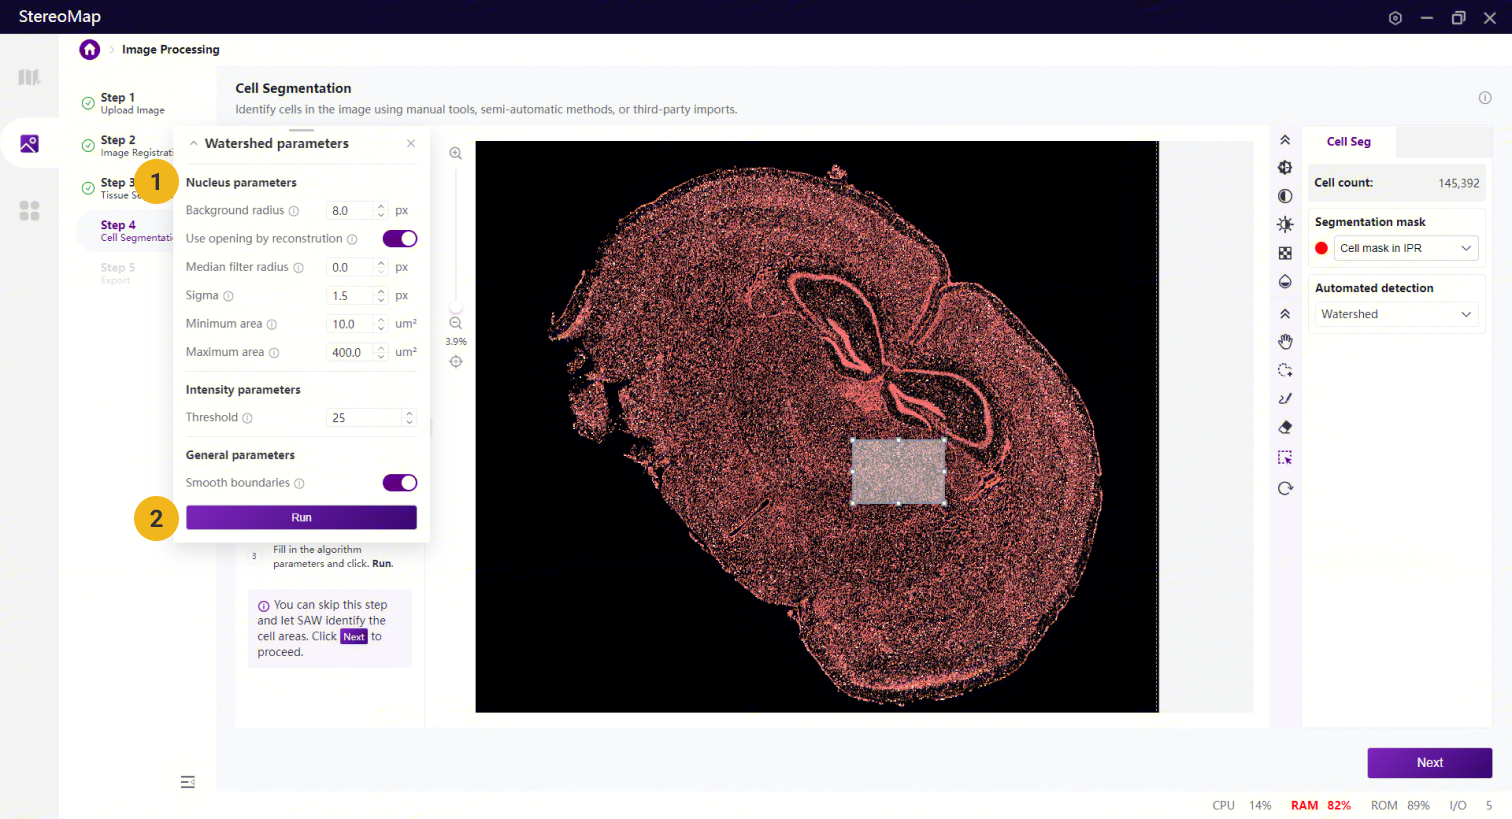 StereoMap
Image Processing
Step 1
Upload Image
Step 2
Image Registrati
Step 3
Tissue Se
Step 4
Cell Segmentati
Step 5
Export
Cell Segmentation
Identify cells in the image using manual tools, semi-automatic methods, or third-party imports.
1
Watershed parameters
Nucleus parameters
Background radius 8.0 px
Use opening by reconstruction
Median filter radius 0.0 px
Sigma 1.5 px
Minimum area 10.0 um²
Maximum area 400.0 um²
Intensity parameters
Threshold 25
General parameters
Smooth boundaries
2
Run
3 Fill in the algorithm
parameters and click. Run.
You can skip this step
and let SAW identify the
cell areas. Click Next to
proceed.
3.9%
Cell Seg
Cell count: 145,392
Segmentation mask
Cell mask in IPR
Automated detection
Watershed
Next
CPU 14% RAM 82% ROM 89% I/O 5